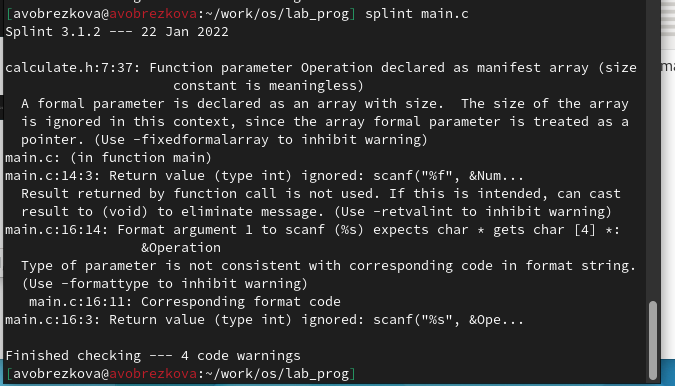 [avobrezkova@avobrezkova:~/work/os/lab_prog] splint main.c
Splint 3.1.2 --- 22 Jan 2022

calculate.h:7:37: Function parameter Operation declared as manifest array (size
                     constant is meaningless)
  A formal parameter is declared as an array with size.  The size of the array
  is ignored in this context, since the array formal parameter is treated as a
  pointer. (Use -fixedformalarray to inhibit warning)
main.c: (in function main)
main.c:14:3: Return value (type int) ignored: scanf("%f", &Num...
  Result returned by function call is not used. If this is intended, can cast
  result to (void) to eliminate message. (Use -retvalint to inhibit warning)
main.c:16:14: Format argument 1 to scanf (%s) expects char * gets char [4] *:
                 &Operation
  Type of parameter is not consistent with corresponding code in format string.
  (Use -formattype to inhibit warning)
   main.c:16:11: Corresponding format code
main.c:16:3: Return value (type int) ignored: scanf("%s", &Ope...

Finished checking --- 4 code warnings
[avobrezkova@avobrezkova:~/work/os/lab_prog]